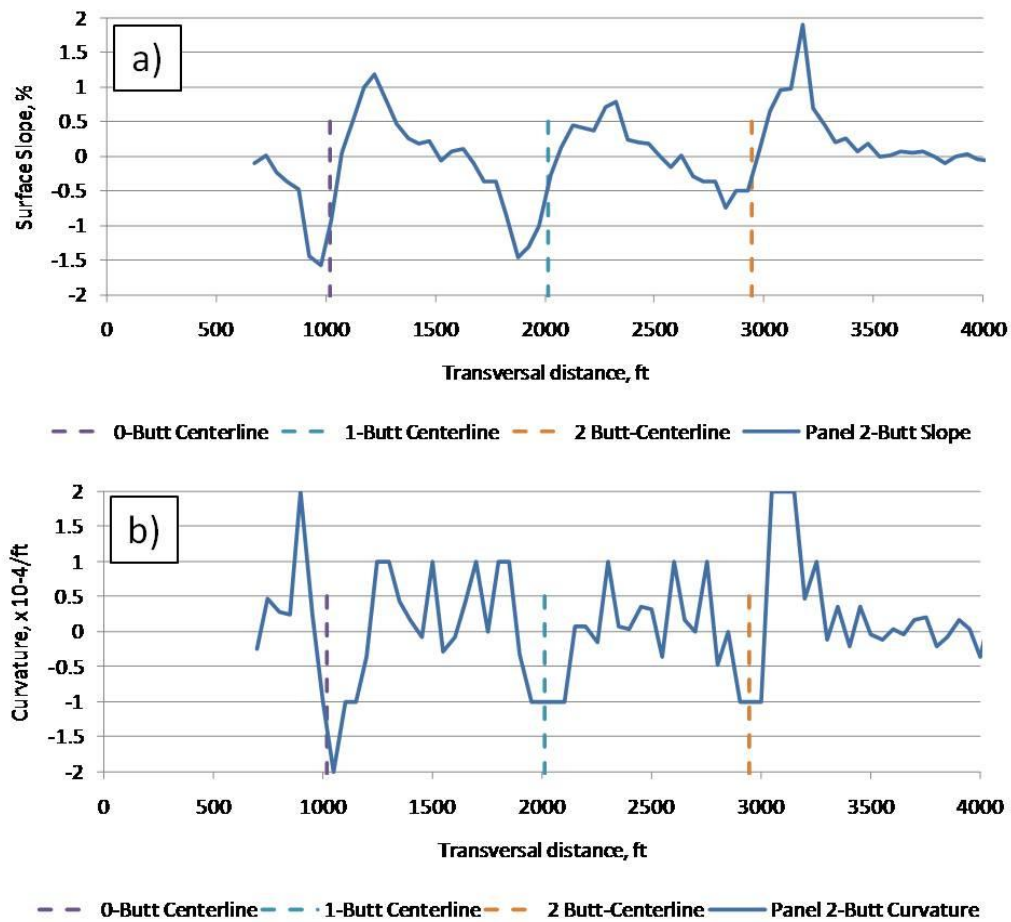 a)
Surface Slope, %
2
1.5
1
0.5
0
-0.5
-1
-1.5
-2
0 500 1000 1500 2000 2500 3000 3500 4000
Transversal distance, ft
0-Butt Centerline 1-Butt Centerline 2 Butt-Centerline Panel 2-Butt Slope
b)
Curvature, x10-4/ft
2
1.5
1
0.5
0
-0.5
-1
-1.5
-2
0 500 1000 1500 2000 2500 3000 3500 4000
Transversal distance, ft
0-Butt Centerline 1-Butt Centerline 2 Butt-Centerline Panel 2-Butt Curvature